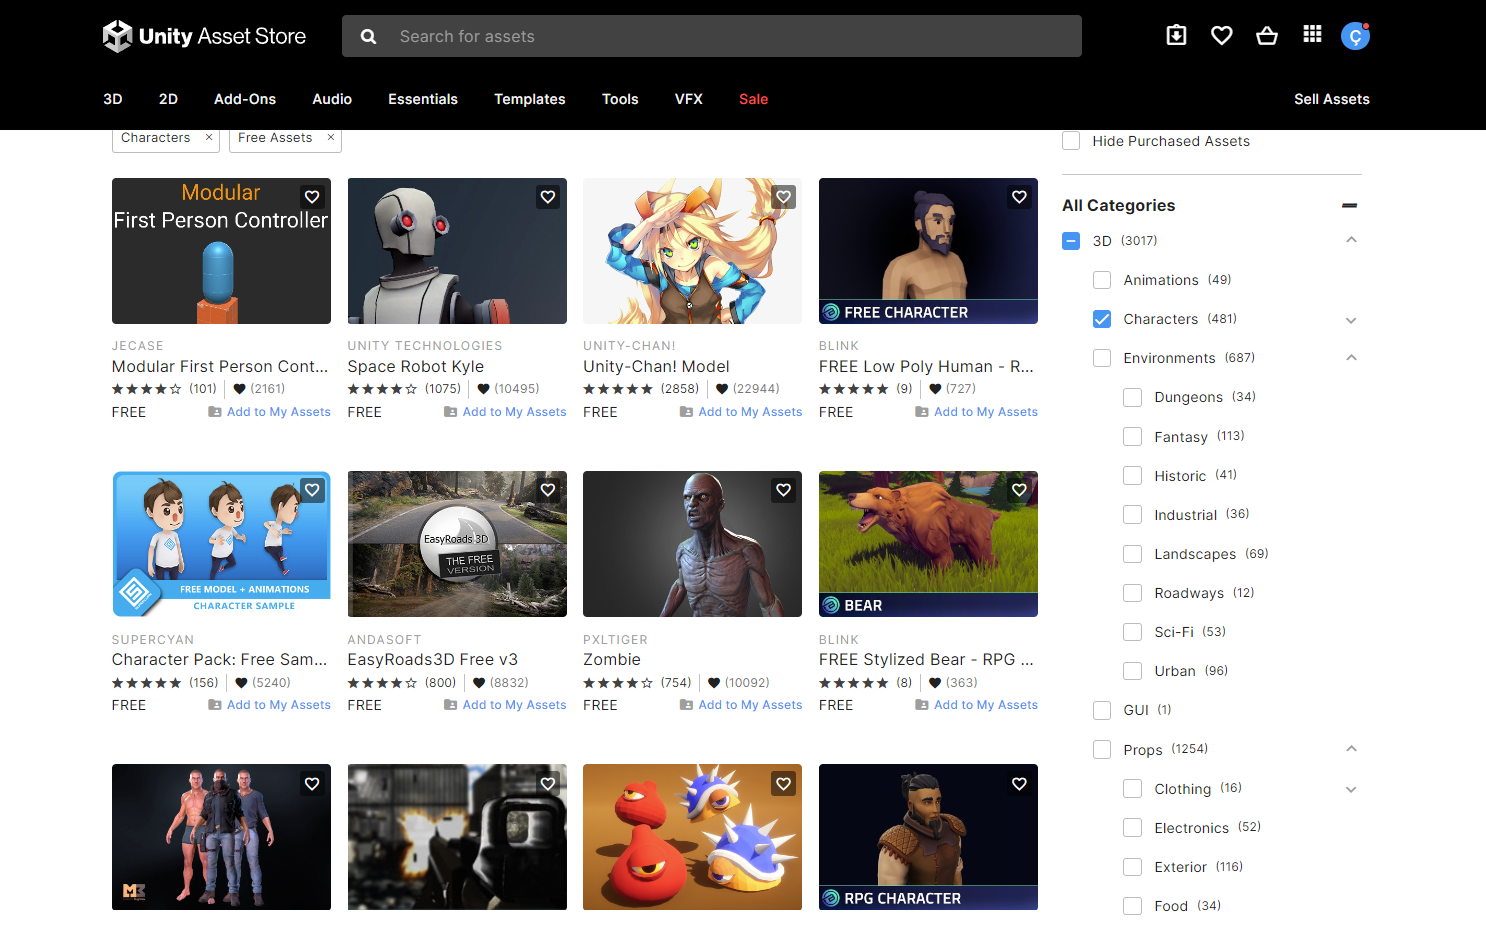 Unity Asset Store
Search for assets
Ç
3D
2D
Add-Ons
Audio
Essentials
Templates
Tools
VFX
Sale
Sell Assets
Characters ×
Free Assets ×
Modular
First Person Controller
JECASE
Modular First Person Cont...
(101)
(2161)
FREE
Add to My Assets
UNITY TECHNOLOGIES
Space Robot Kyle
(1075)
(10495)
FREE
Add to My Assets
UNITY-CHAN!
Unity-Chan! Model
(2858)
(22944)
FREE
Add to My Assets
FREE CHARACTER
BLINK
FREE Low Poly Human - R...
(9)
(727)
FREE
Add to My Assets
FREE MODEL + ANIMATIONS
CHARACTER SAMPLE
SUPERCYAN
Character Pack: Free Sam...
(156)
(5240)
FREE
Add to My Assets
EasyRoads 3D
THE FREE
VERSION
ANDASOFT
EasyRoads3D Free v3
(800)
(8832)
FREE
Add to My Assets
PXLTIGER
Zombie
(754)
(10092)
FREE
Add to My Assets
BEAR
BLINK
FREE Stylized Bear - RPG ...
(8)
(363)
FREE
Add to My Assets
RPG CHARACTER
Hide Purchased Assets
All Categories
3D (3017)
Animations (49)
Characters (481)
Environments (687)
Dungeons (34)
Fantasy (113)
Historic (41)
Industrial (36)
Landscapes (69)
Roadways (12)
Sci-Fi (53)
Urban (96)
GUI (1)
Props (1254)
Clothing (16)
Electronics (52)
Exterior (116)
Food (34)